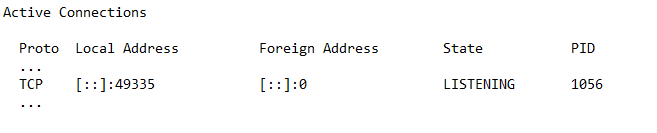 Active Connections
Proto  Local Address          Foreign Address        State           PID
...
TCP    [::]:49335             [::]:0                 LISTENING       1056
...